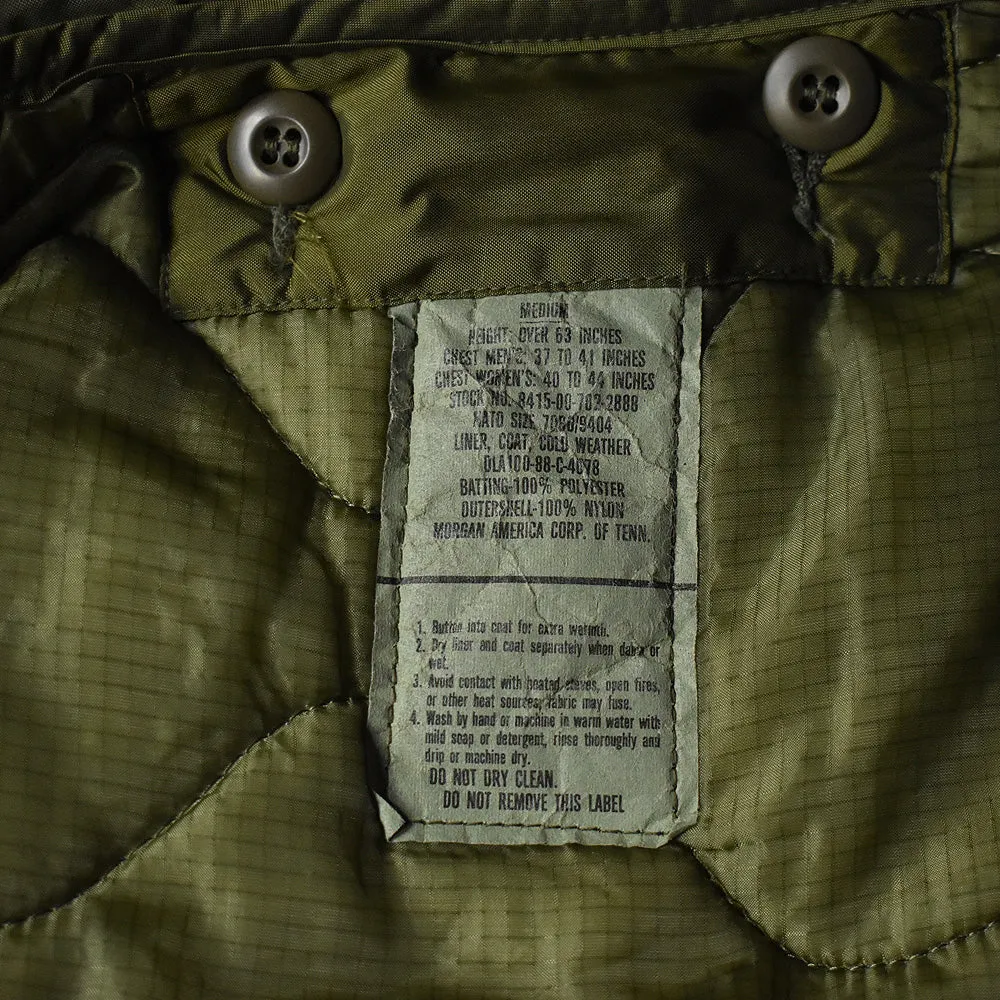 MEDIUM
HEIGHT: OVER 63 INCHES
CHEST MEN'S: 37 TO 41 INCHES
CHEST WOMEN'S: 40 TO 44 INCHES
STOCK NO. 8415-00-782-2888
NATO SIZE 7080/9404
LINER, COAT, COLD WEATHER
DLA100-88-C-4078
BATTING-100% POLYESTER
OUTERSHELL-100% NYLON
MORGAN AMERICA CORP. OF TENN.
1. Button into coat for extra warmth.
2. Dry liner and coat separately when damp or
wet.
3. Avoid contact with heated stoves, open fires,
or other heat sources; fabric may fuse.
4. Wash by hand or machine in warm water with
mild soap or detergent, rinse thoroughly and
drip or machine dry.
DO NOT DRY CLEAN.
DO NOT REMOVE THIS LABEL